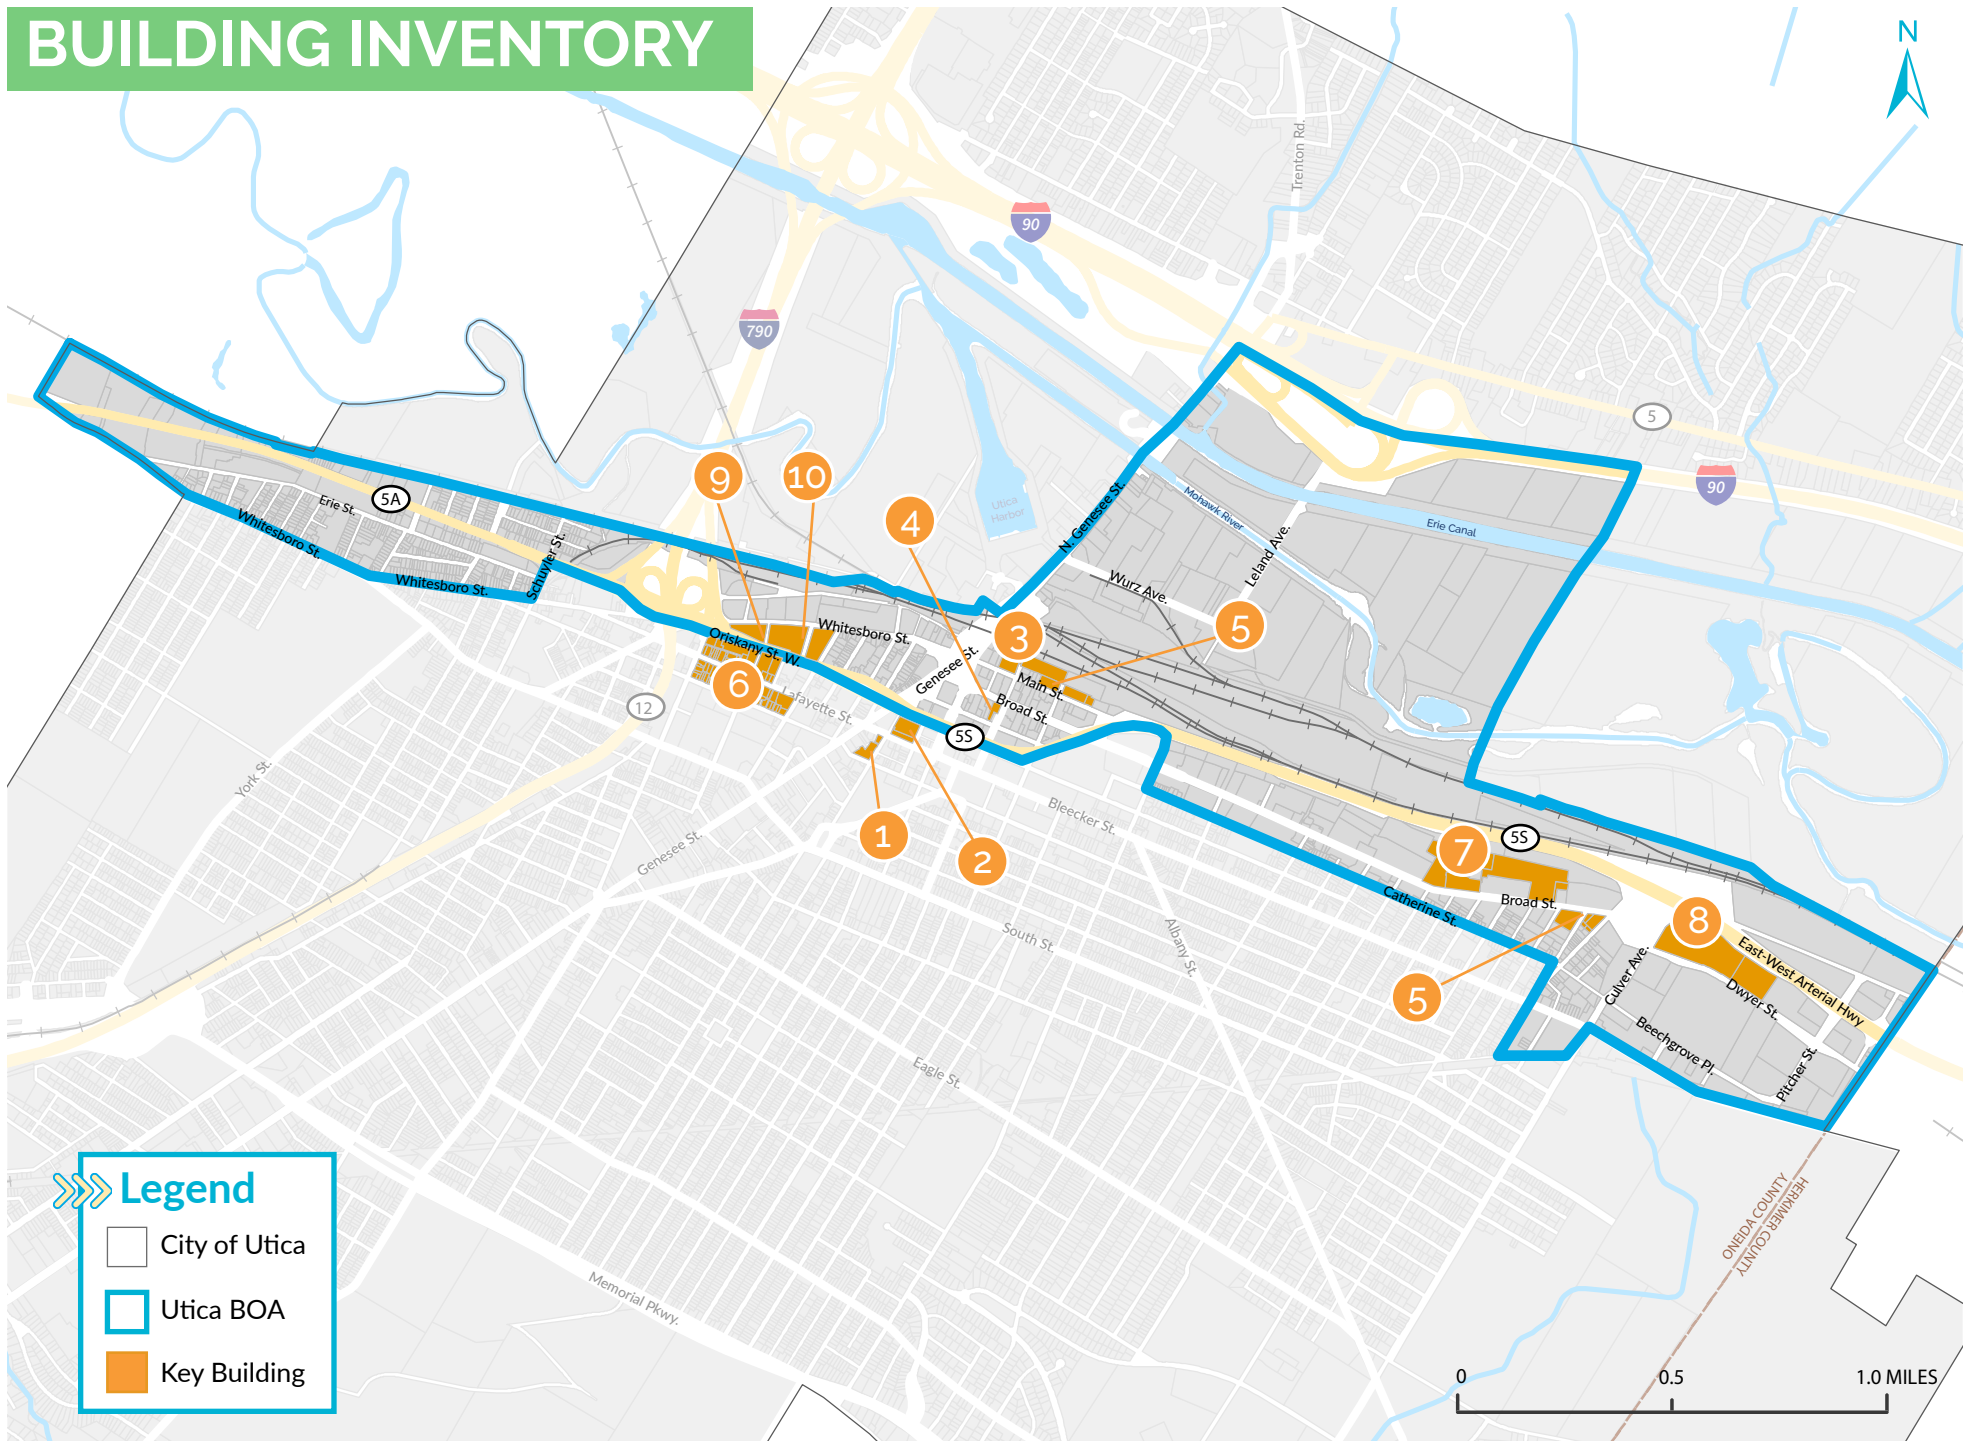 BUILDING INVENTORY
N
Trenton Rd.
90
790
5
90
Utica
Harbor
N. Genesee St.
Mohawk River
Erie Canal
Leland Ave.
Wurz Ave.
5A
Erie St.
Whitesboro St.
Whitesboro St.
Schuyler St.
9
10
4
3
5
Whitesboro St.
Oriskany St. W.
Genesee St.
Main St.
Broad St.
6
Lafayette St.
12
5S
York St.
1
2
Bleecker St.
Genesee St.
5S
7
Catherine St.
Broad St.
8
East-West Arterial Hwy
Albany St.
South St.
5
Culver Ave.
Dwyer St.
Beechgrove Pl.
Pitcher St.
Eagle St.
Memorial Pkwy.
ONEIDA COUNTY
HERKIMER COUNTY
Legend
City of Utica
Utica BOA
Key Building
0
0.5
1.0 MILES